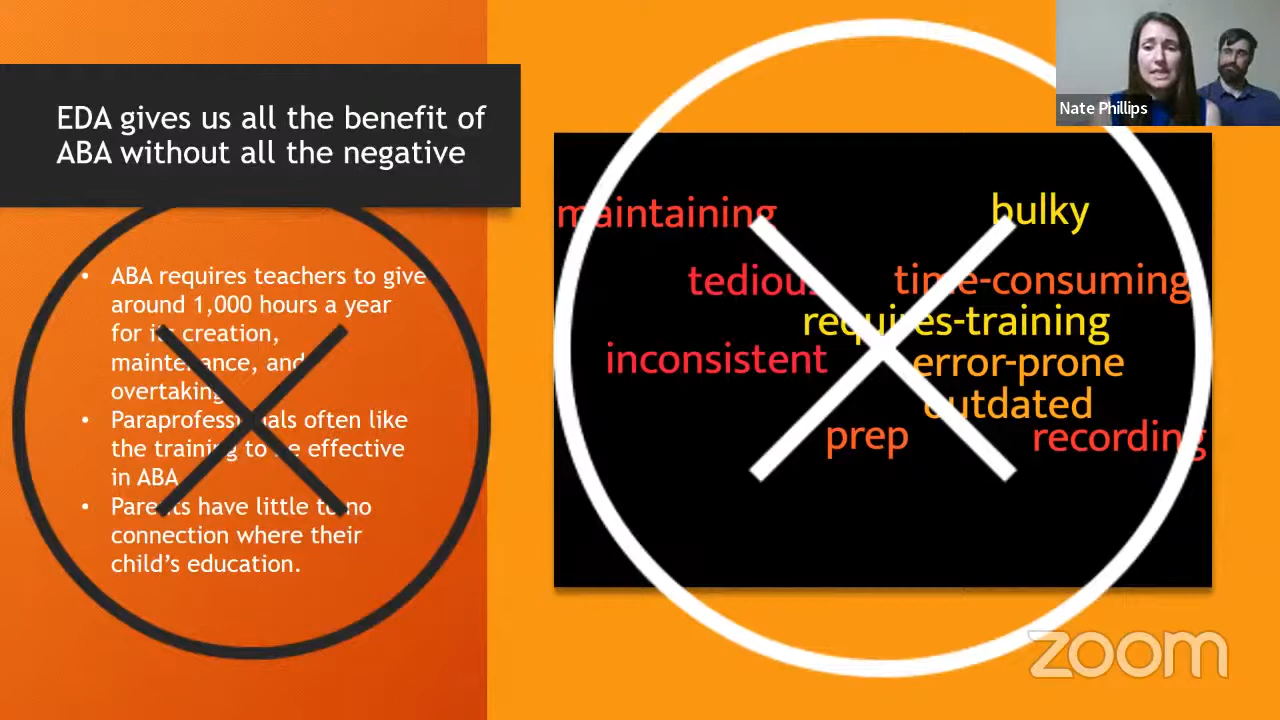 EDA gives us all the benefit of
ABA without all the negative
• ABA requires teachers to give
around 1,000 hours a year
for its creation,
maintenance, and
overtaking
• Paraprofessionals often like
the training to be effective
in ABA
• Parents have little to no
connection where their
child’s education.
maintaining
bulky
tedious
time-consuming
requires-training
inconsistent
error-prone
outdated
prep
recording
Nate Phillips
zoom